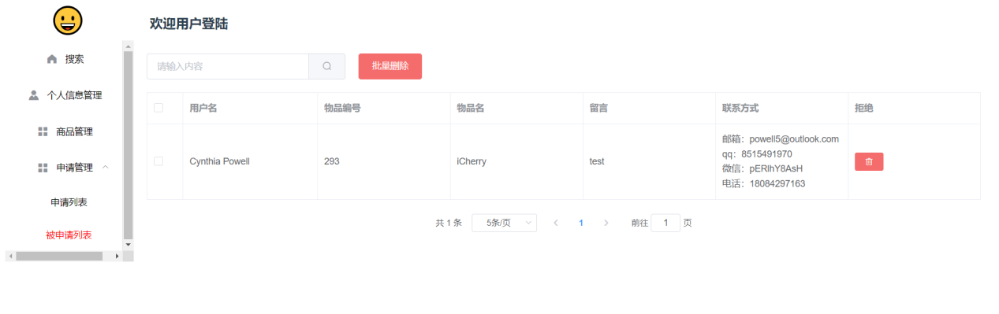 欢迎用户登陆
搜索
个人信息管理
商品管理
申请管理
申请列表
被申请列表
请输入内容
批量删除
用户名 物品编号 物品名 留言 联系方式 拒绝
Cynthia Powell 293 iCherry test
邮箱：powell5@outlook.com
qq：8515491970
微信：pERlhY8AsH
电话：18084297163
共 1 条 5条/页 1 前往 1 页